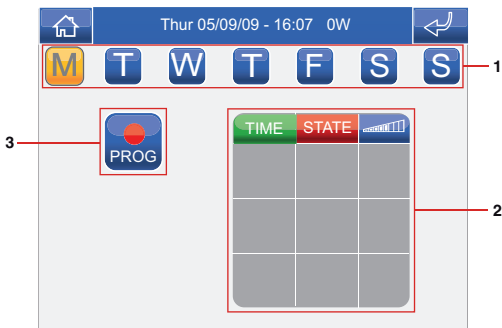 Thur 05/09/09 - 16:07 0W
M T W T F S S
1
TIME STATE
3
PROG
2